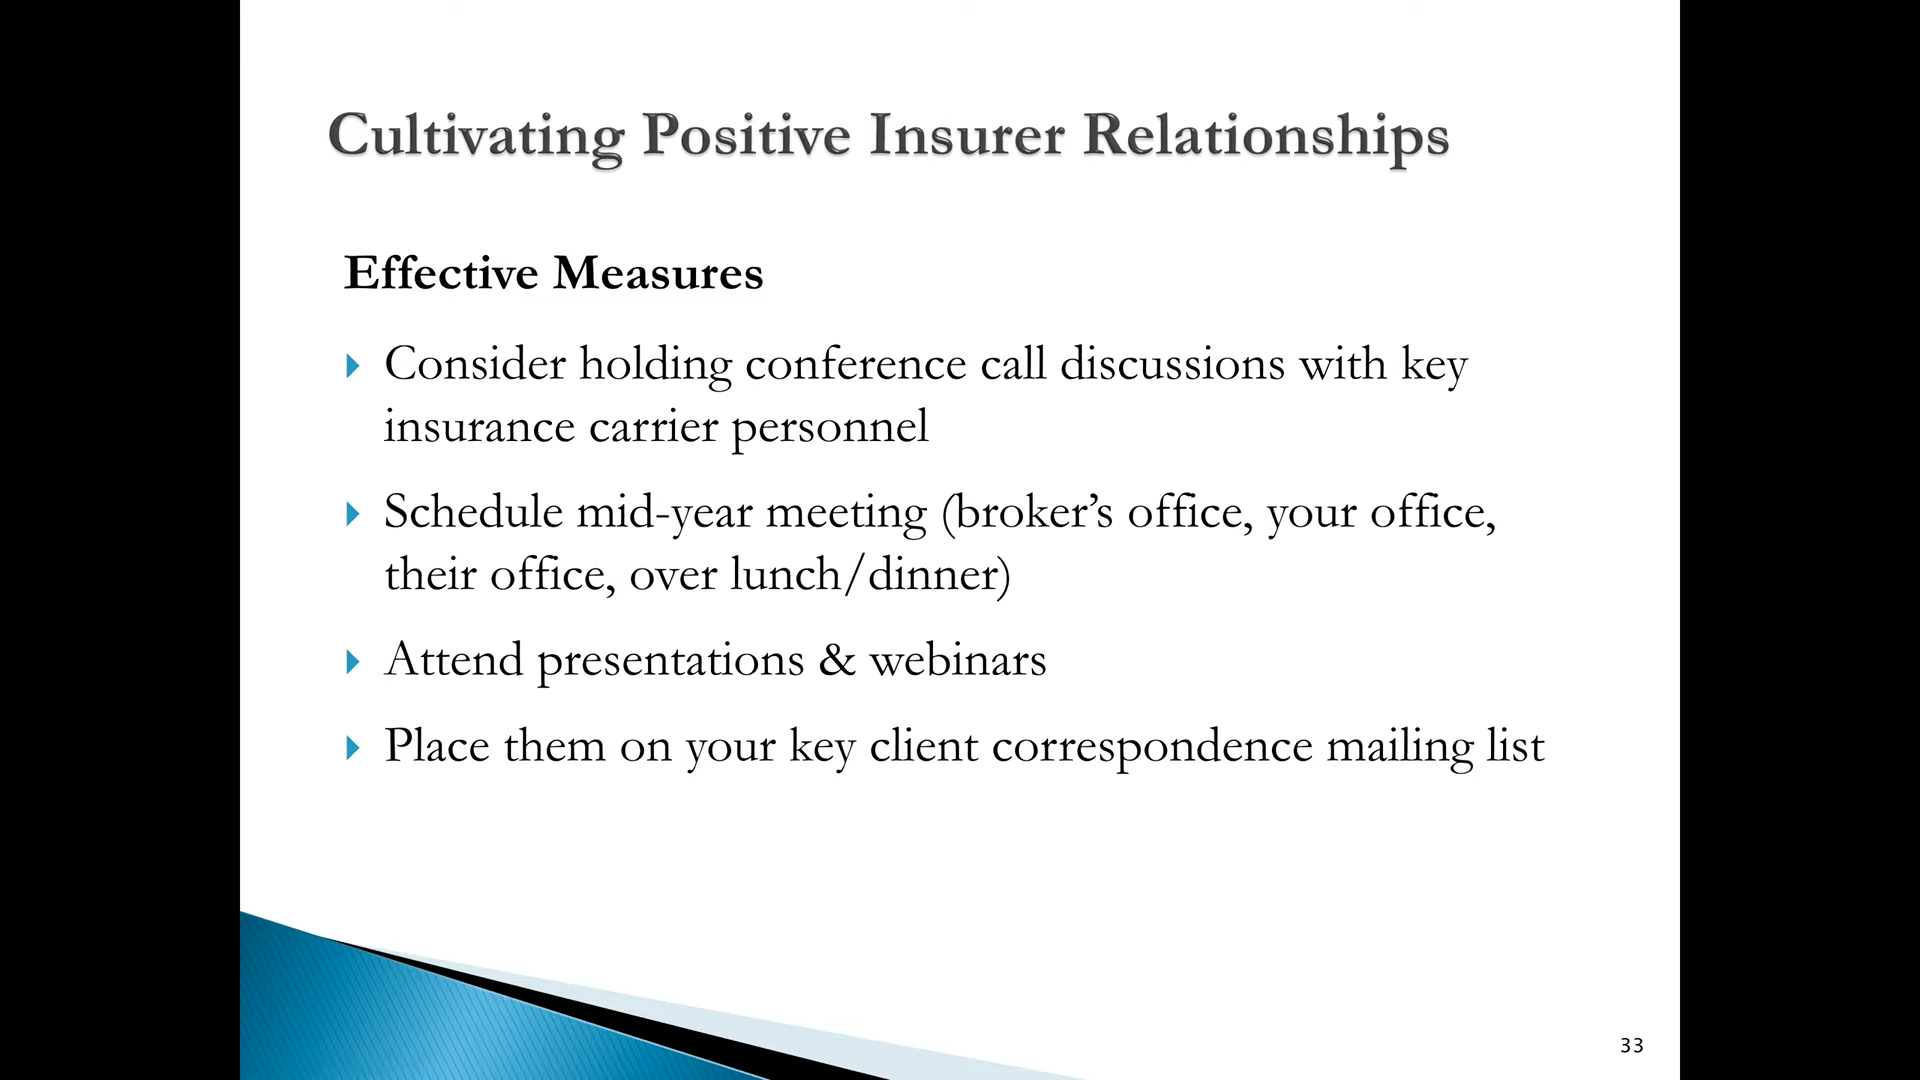 Cultivating Positive Insurer Relationships
Effective Measures
Consider holding conference call discussions with key
insurance carrier personnel
Schedule mid-year meeting (broker’s office, your office,
their office, over lunch/dinner)
Attend presentations & webinars
Place them on your key client correspondence mailing list
33